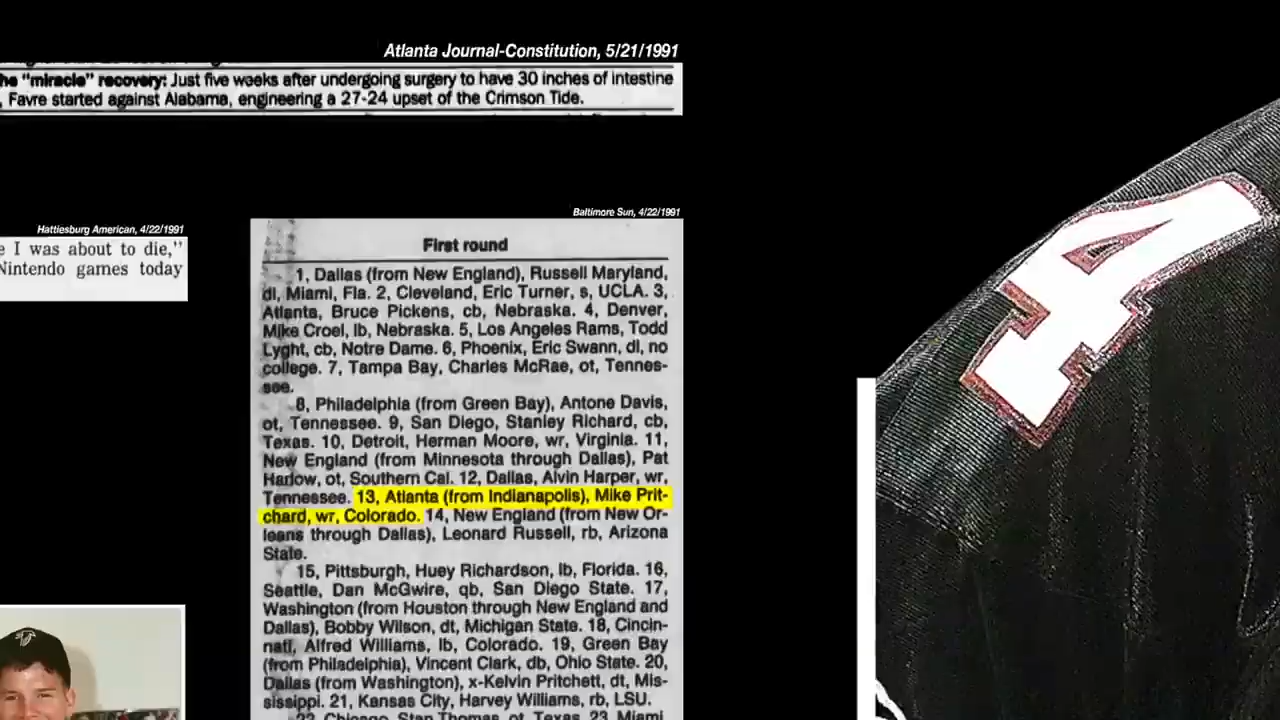 Atlanta Journal-Constitution, 5/21/1991
he "miracle" recovery: Just five weeks after undergoing surgery to have 30 inches of intestine
, Favre started against Alabama, engineering a 27-24 upset of the Crimson Tide.
Hattiesburg American, 4/22/1991
e I was about to die,"
Nintendo games today
Baltimore Sun, 4/22/1991
First round
1, Dallas (from New England), Russell Maryland,
dl, Miami, Fla. 2, Cleveland, Eric Turner, s, UCLA. 3,
Atlanta, Bruce Pickens, cb, Nebraska. 4, Denver,
Mike Croel, lb, Nebraska. 5, Los Angeles Rams, Todd
Lyght, cb, Notre Dame. 6, Phoenix, Eric Swann, dl, no
college. 7, Tampa Bay, Charles McRae, ot, Tennes-
see.
8, Philadelphia (from Green Bay), Antone Davis,
ot, Tennessee. 9, San Diego, Stanley Richard, cb,
Texas. 10, Detroit, Herman Moore, wr, Virginia. 11,
New England (from Minnesota through Dallas), Pat
Harlow, ot, Southern Cal. 12, Dallas, Alvin Harper, wr,
Tennessee. 13, Atlanta (from Indianapolis), Mike Prit-
chard, wr, Colorado. 14, New England (from New Or-
leans through Dallas), Leonard Russell, rb, Arizona
State.
15, Pittsburgh, Huey Richardson, lb, Florida. 16,
Seattle, Dan McGwire, qb, San Diego State. 17,
Washington (from Houston through New England and
Dallas), Bobby Wilson, dt, Michigan State. 18, Cincin-
nati, Alfred Williams, lb, Colorado. 19, Green Bay
(from Philadelphia), Vincent Clark, db, Ohio State. 20,
Dallas (from Washington), x-Kelvin Pritchett, dt, Mis-
sissippi. 21, Kansas City, Harvey Williams, rb, LSU.
22, Chicago, Stan Thomas, ot, Texas. 23, Miami,
4